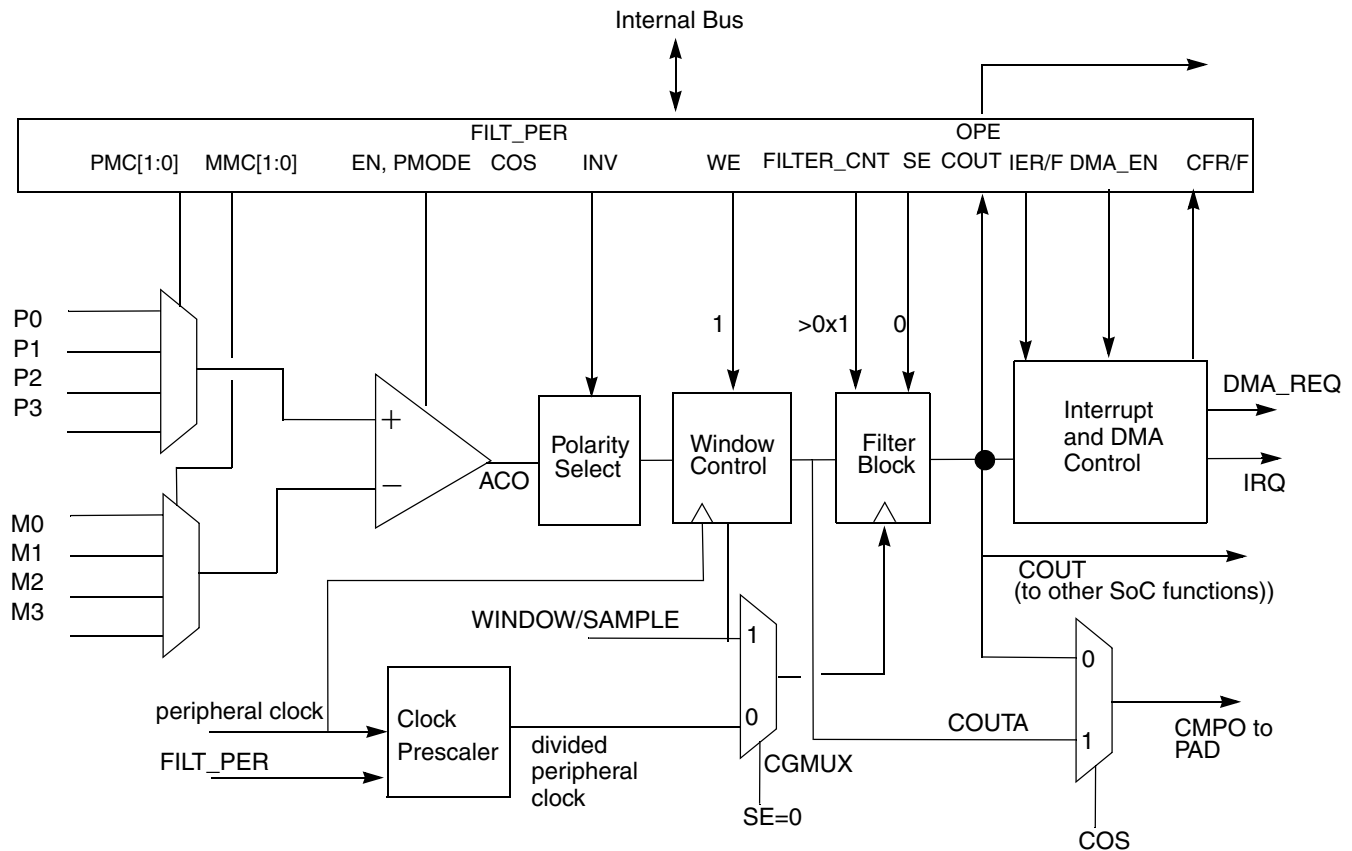 Internal Bus
FILT_PER
OPE
PMC[1:0]
MMC[1:0]
EN, PMODE
COS
INV
WE
FILTER_CNT
SE
COUT
IER/F
DMA_EN
CFR/F
P0
P1
P2
P3
1
>0x1
0
+
−
ACO
Polarity
Select
Window
Control
Filter
Block
Interrupt
and DMA
Control
DMA_REQ
IRQ
M0
M1
M2
M3
WINDOW/SAMPLE
1
0
CGMUX
SE=0
COUT
(to other SoC functions))
0
1
COUTA
CMPO to
PAD
COS
peripheral clock
FILT_PER
Clock
Prescaler
divided
peripheral
clock